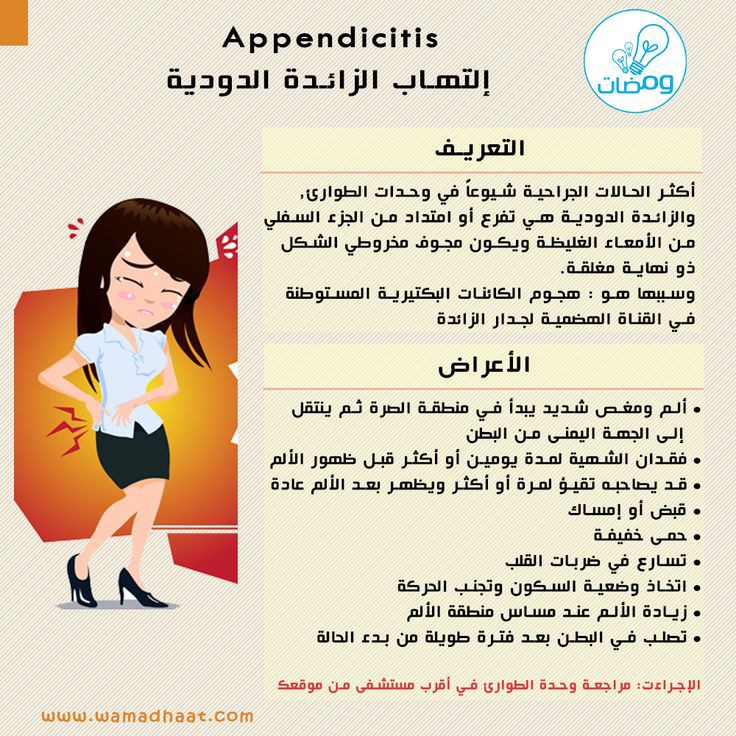 Appendicitis
إلتهاب الزائدة الدودية
ومضات
التعريف
أكثر الحالات الجراحية شيوعاً في وحدات الطوارئ,
والزائدة الدودية هي تفرع أو امتداد من الجزء السفلي
من الأمعاء الغليظة ويكون مجوف مخروطي الشكل
ذو نهاية مغلقة.
وسببها هو : هجوم الكائنات البكتيرية المستوطنة
في القناة الهضمية لجدار الزائدة
الأعراض
• ألم ومغص شديد يبدأ في منطقة الصرة ثم ينتقل
إلى الجهة اليمنى من البطن
• فقدان الشهية لمدة يومين أو أكثر قبل ظهور الألم
• قد يصاحبه تقيؤ لمرة أو أكثر ويظهر بعد الألم عادة
• قبض أو إمساك
• حمى خفيفة
• تسارع في ضربات القلب
• اتخاذ وضعية السكون وتجنب الحركة
• زيادة الألم عند مساس منطقة الألم
• تصلب في البطن بعد فترة طويلة من بدء الحالة
الإجراءت: مراجعة وحدة الطوارئ في أقرب مستشفى من موقعك
www.wamadhaat.com